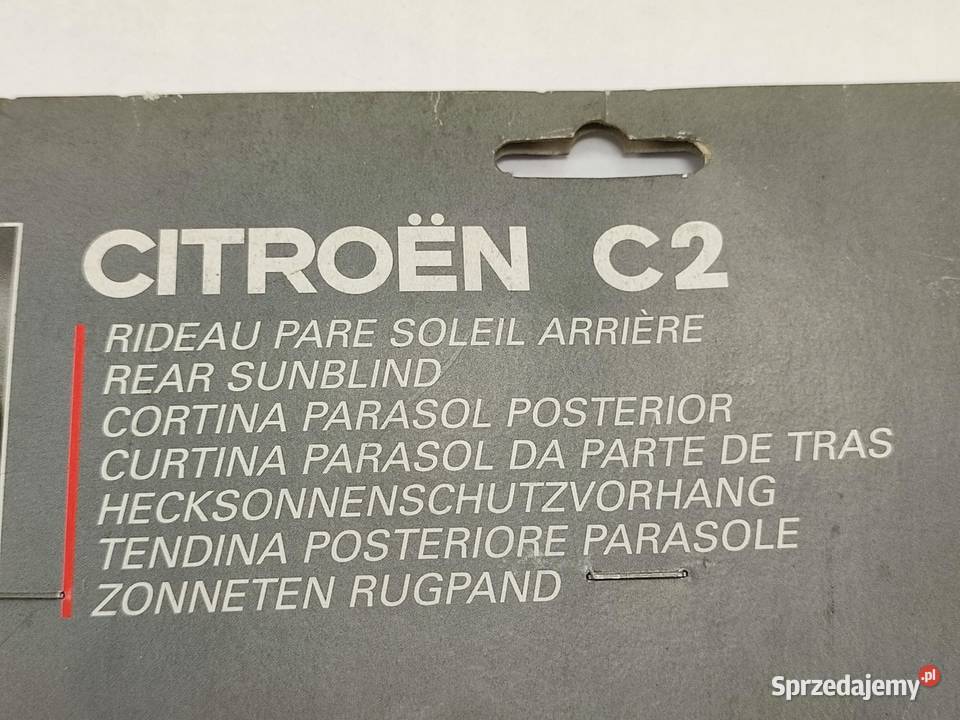 CITROËN C2
RIDEAU PARE SOLEIL ARRIÈRE
REAR SUNBLIND
CORTINA PARASOL POSTERIOR
CURTINA PARASOL DA PARTE DE TRAS
HECKSONNENSCHUTZVORHANG
TENDINA POSTERIORE PARASOLE
ZONNETEN RUGPAND
Sprzedajemy.pl